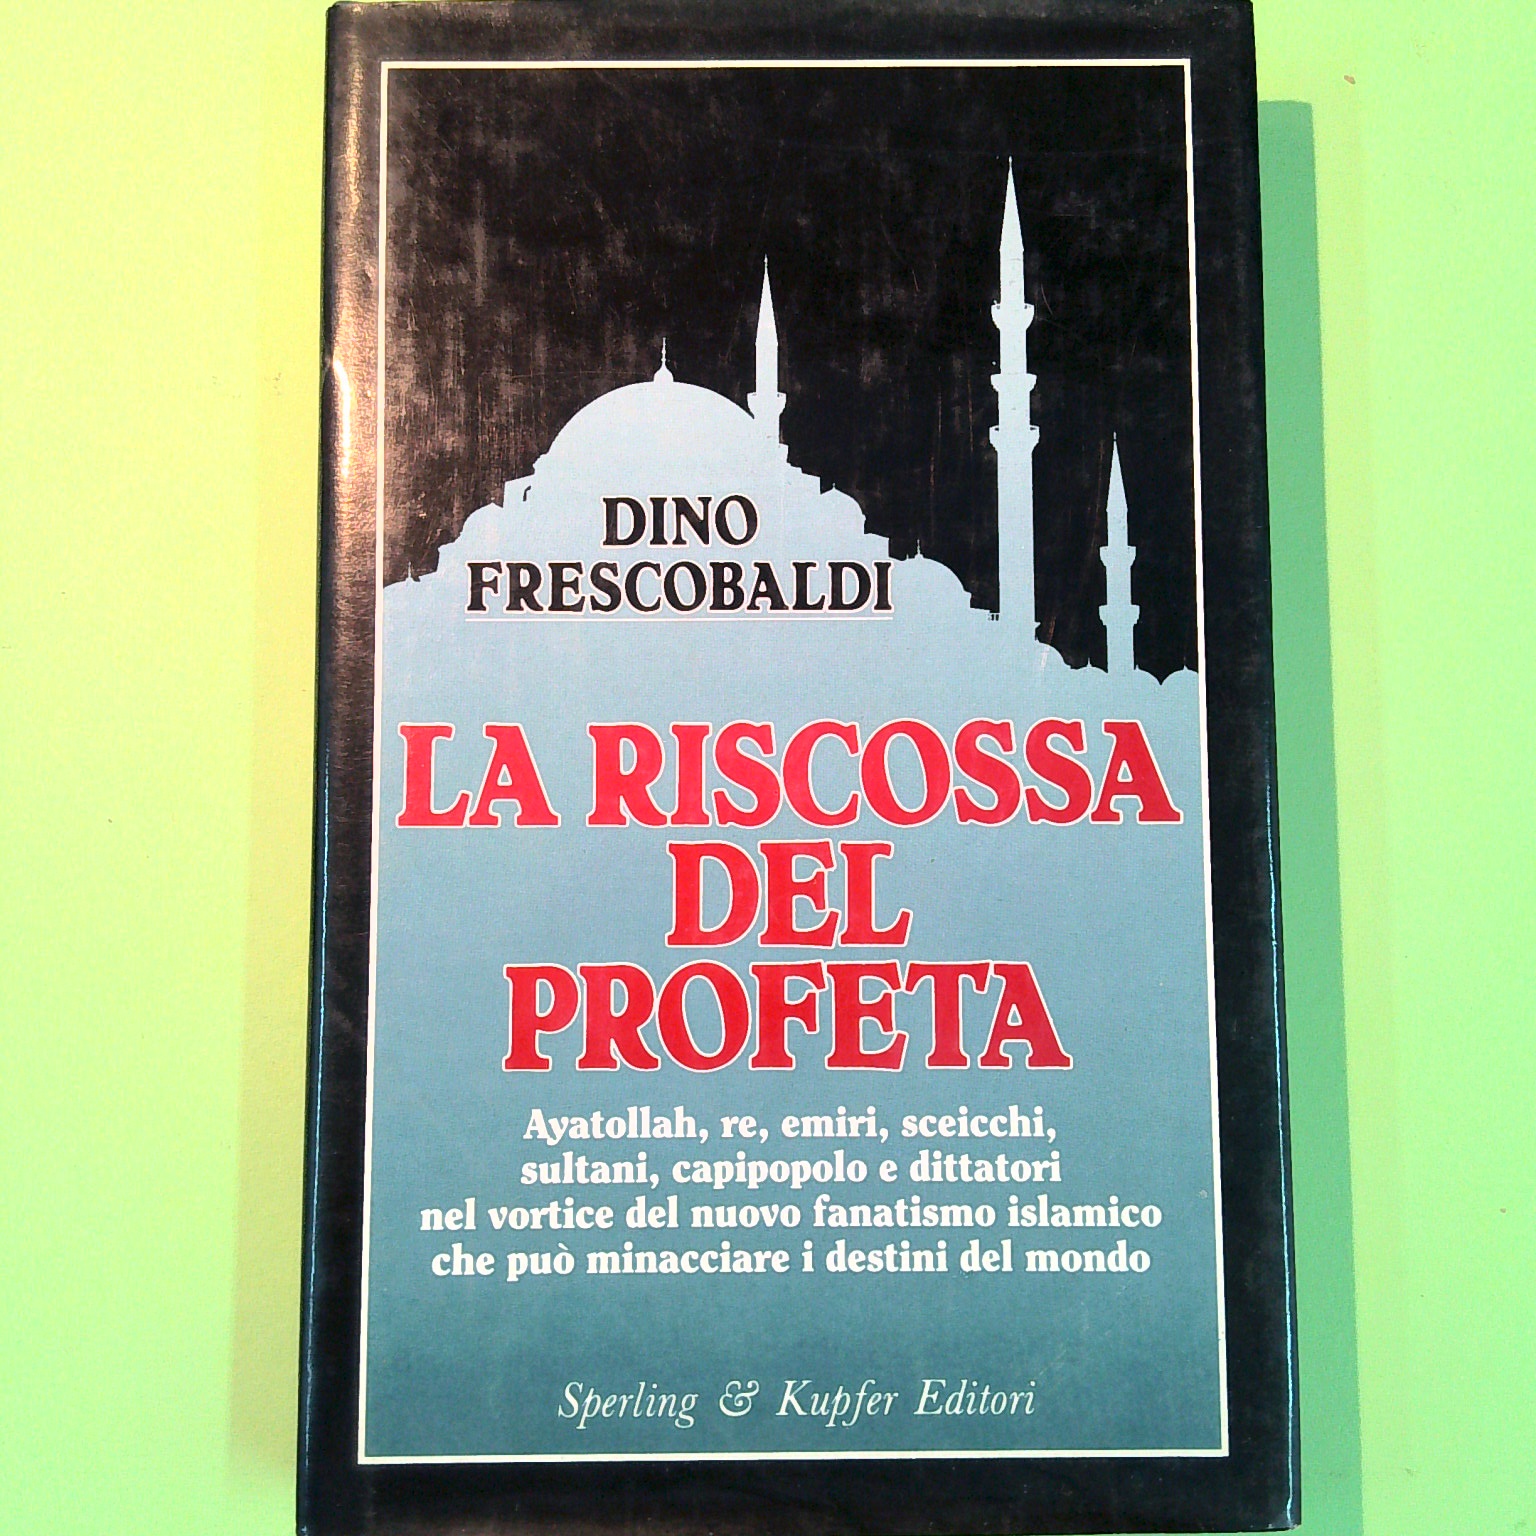 DINO
FRESCOBALDI
LA RISCOSSA
DEL
PROFETA
Ayatollah, re, emiri, sceicchi,
sultani, capipopolo e dittatori
nel vortice del nuovo fanatismo islamico
che può minacciare i destini del mondo
Sperling & Kupfer Editori